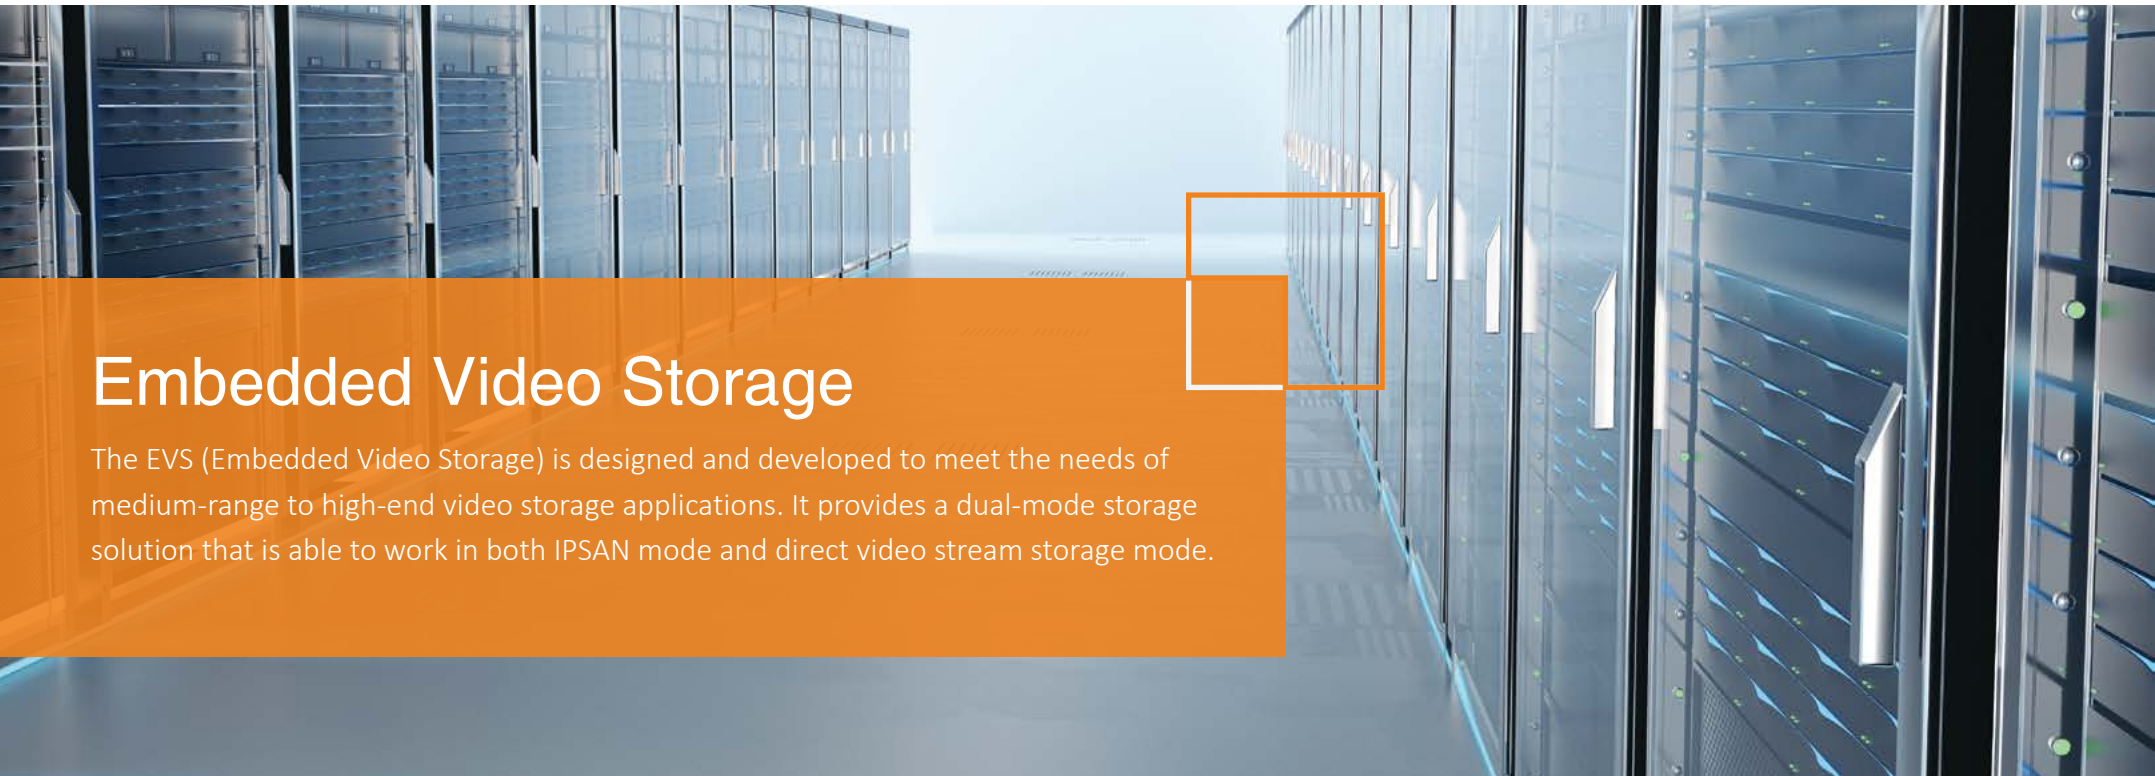 Embedded Video Storage
The EVS (Embedded Video Storage) is designed and developed to meet the needs of
medium-range to high-end video storage applications. It provides a dual-mode storage
solution that is able to work in both IPSAN mode and direct video stream storage mode.